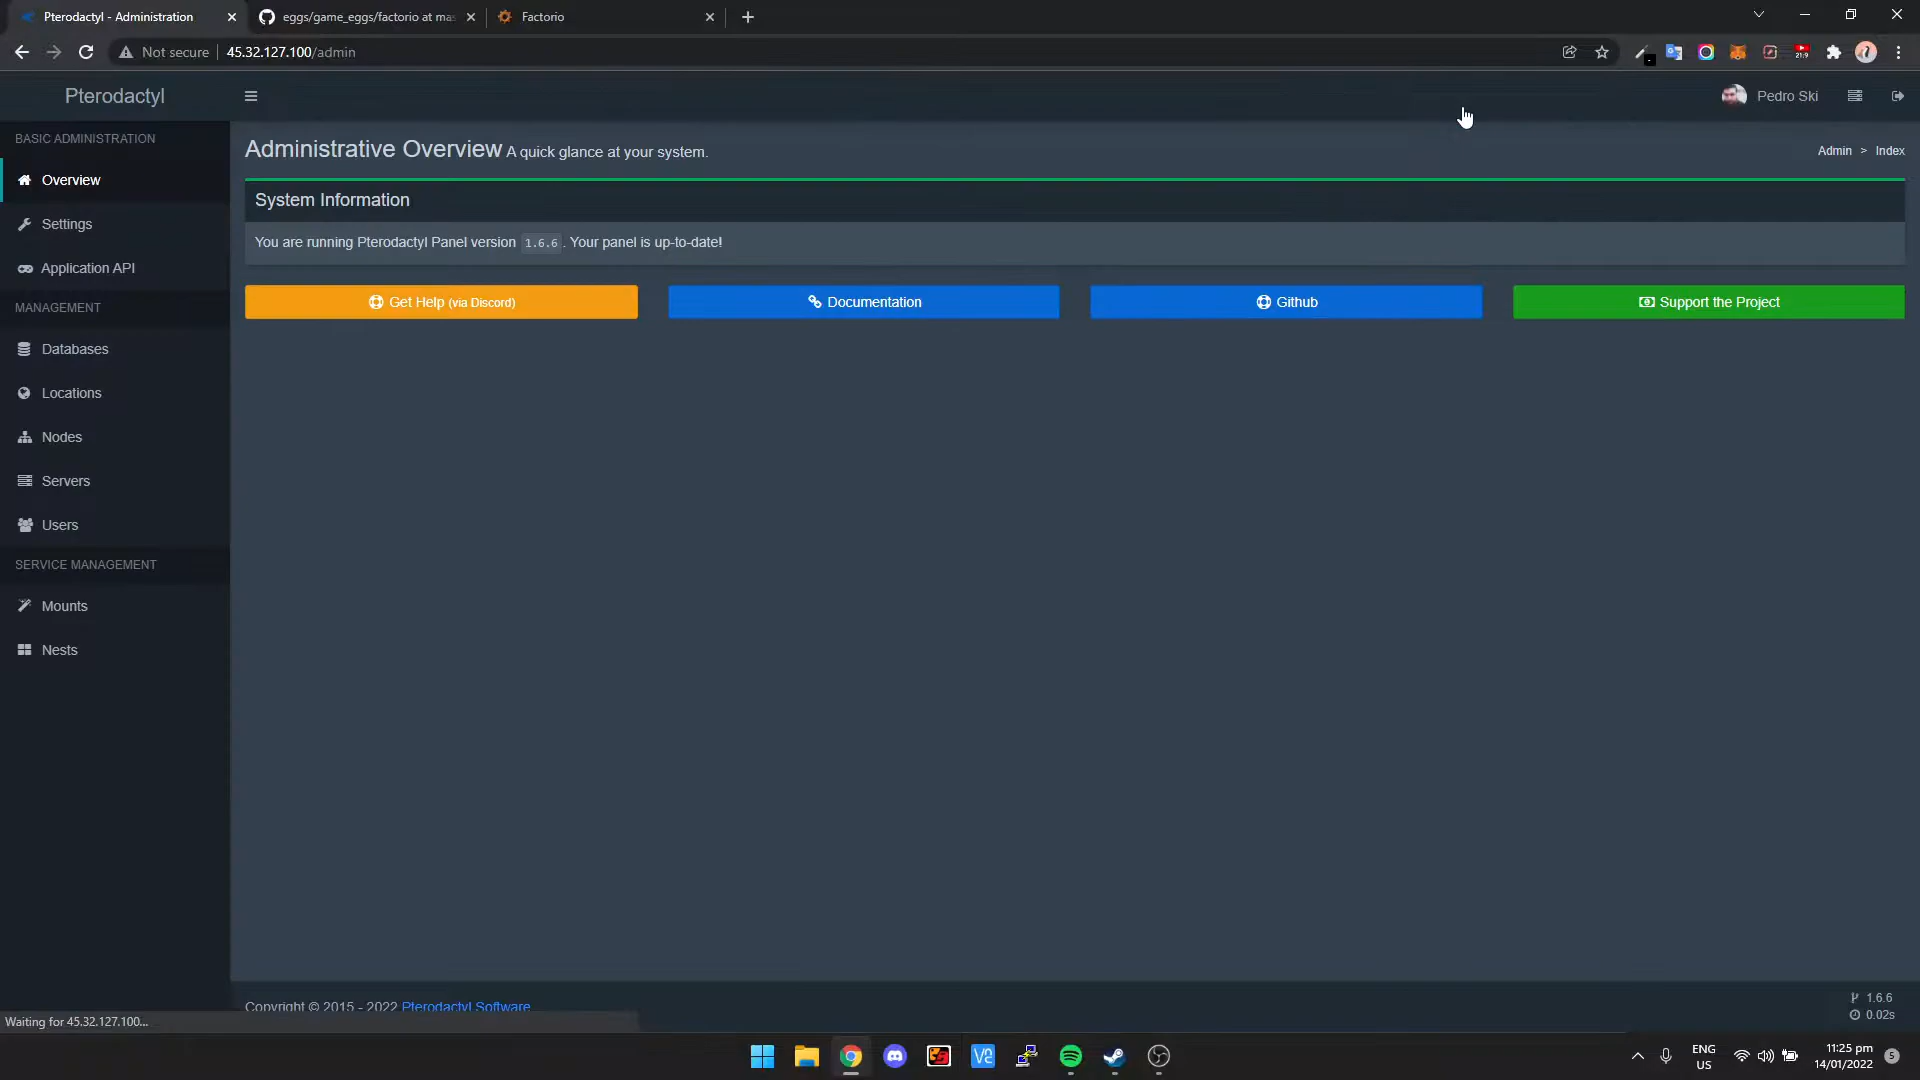 Pterodactyl - Administration
eggs/game_eggs/factorio at mas
Factorio
Not secure
45.32.127.100/admin
21:9
Pterodactyl
Pedro Ski
BASIC ADMINISTRATION
Overview
Settings
Application API
MANAGEMENT
Databases
Locations
Nodes
Servers
Users
SERVICE MANAGEMENT
Mounts
Nests
Administrative Overview A quick glance at your system.
Admin > Index
System Information
You are running Pterodactyl Panel version 1.6.6. Your panel is up-to-date!
Get Help (via Discord)
Documentation
Github
Support the Project
Copyright © 2015 - 2022 Pterodactyl Software
1.6.6
0.02s
Waiting for 45.32.127.100...
ENG
US
11:25 pm
14/01/2022
5